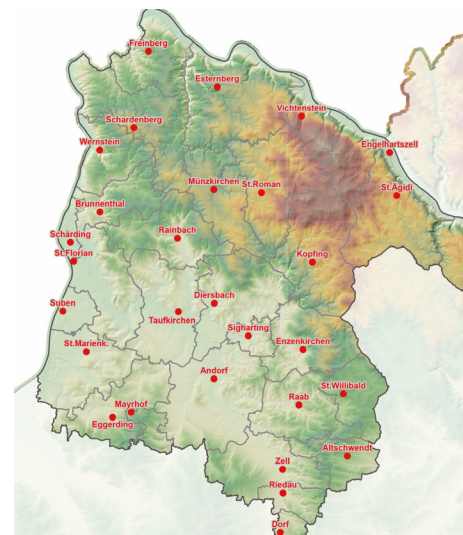 Freinberg
Esternberg
Vichtenstein
Schardenberg
Wernstein
Engelhartszell
Münzkirchen
St.Roman
St.Ägidi
Brunnenthal
Rainbach
Schärding
St.Florian
Kopfing
Suben
Diersbach
Taufkirchen
Sigharting
St.Marienk.
Enzenkirchen
Andorf
St.Willibald
Raab
Mayrhof
Eggerding
Altschwendt
Zell
Riedau
Dorf